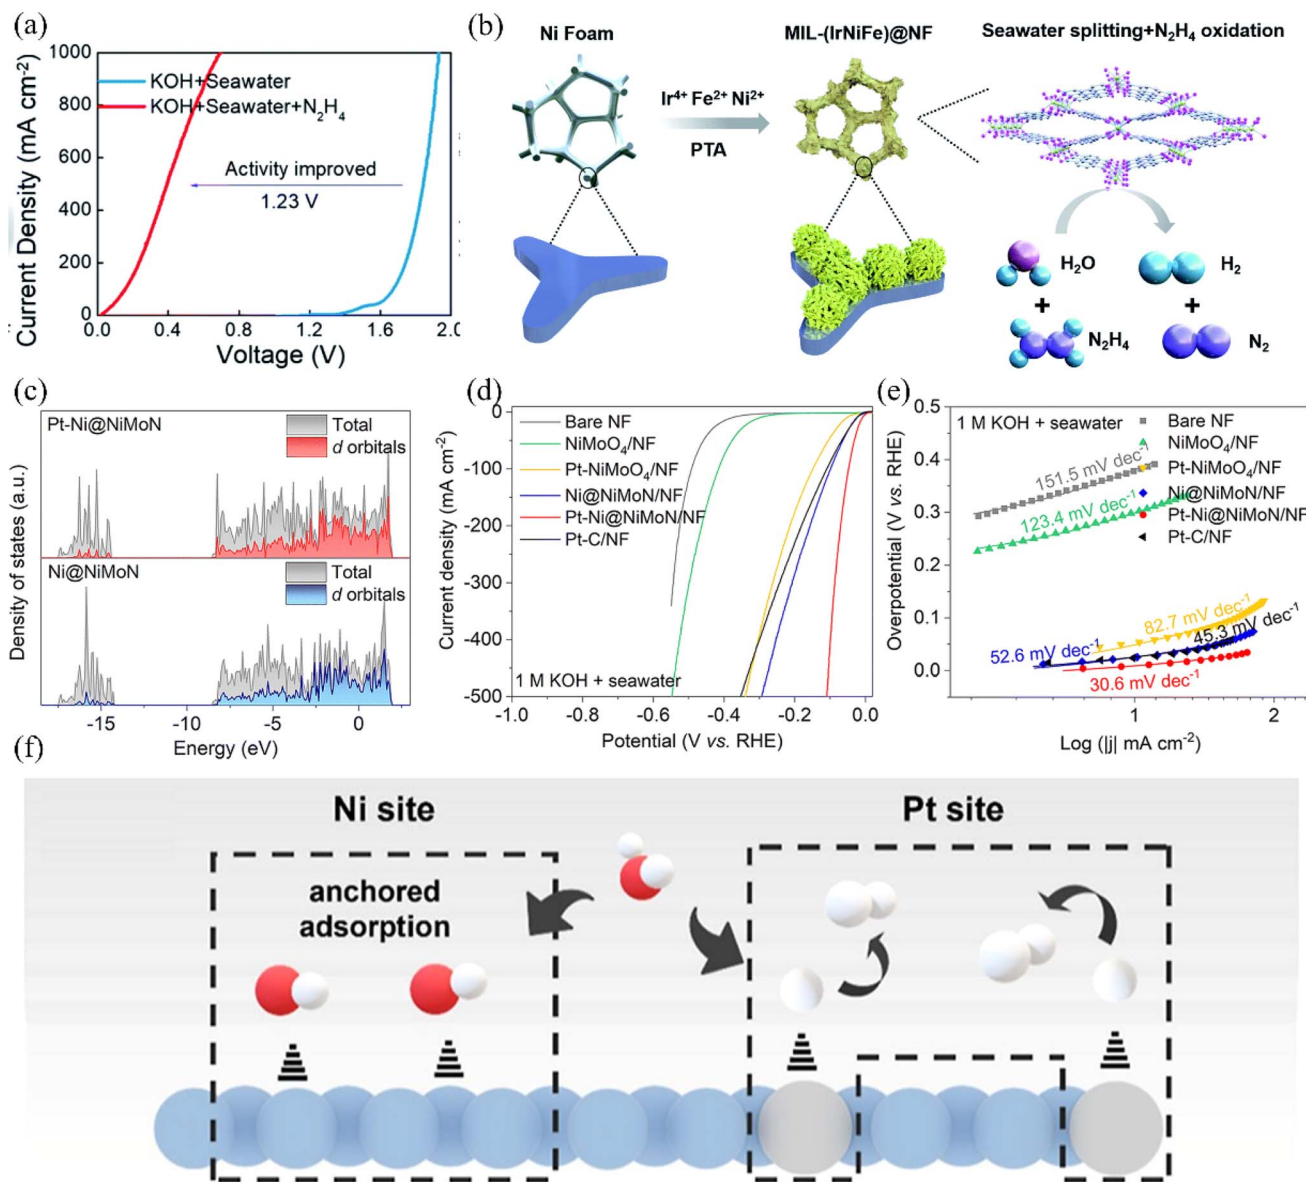 (a)
1000
800
600
400
200
0
Current Density (mA cm⁻²)
KOH+Seawater
KOH+Seawater+N₂H₄
Activity improved
1.23 V
0.0 0.4 0.8 1.2 1.6 2.0
Voltage (V)
(b)
Ni Foam
MIL-(IrNiFe)@NF
Seawater splitting+N₂H₄ oxidation
Ir⁴⁺ Fe²⁺ Ni²⁺
PTA
H₂O
H₂
+
+
N₂H₄
N₂
(c)
Pt-Ni@NiMoN
Total
d orbitals
Ni@NiMoN
Total
d orbitals
Density of states (a.u.)
-15 -10 -5 0
Energy (eV)
(d)
0
-100
-200
-300
-400
-500
Current density (mA cm⁻²)
Bare NF
NiMoO₄/NF
Pt-NiMoO₄/NF
Ni@NiMoN/NF
Pt-Ni@NiMoN/NF
Pt-C/NF
1 M KOH + seawater
-1.0 -0.8 -0.6 -0.4 -0.2 0.0
Potential (V vs. RHE)
(e)
0.5
0.4
0.3
0.2
0.1
0.0
Overpotential (V vs. RHE)
1 M KOH + seawater
Bare NF
NiMoO₄/NF
Pt-NiMoO₄/NF
Ni@NiMoN/NF
Pt-Ni@NiMoN/NF
Pt-C/NF
151.5 mV dec⁻¹
123.4 mV dec⁻¹
82.7 mV dec⁻¹
45.3 mV dec⁻¹
52.6 mV dec⁻¹
30.6 mV dec⁻¹
1 2
Log (|j| mA cm⁻²)
(f)
Ni site
Pt site
anchored
adsorption